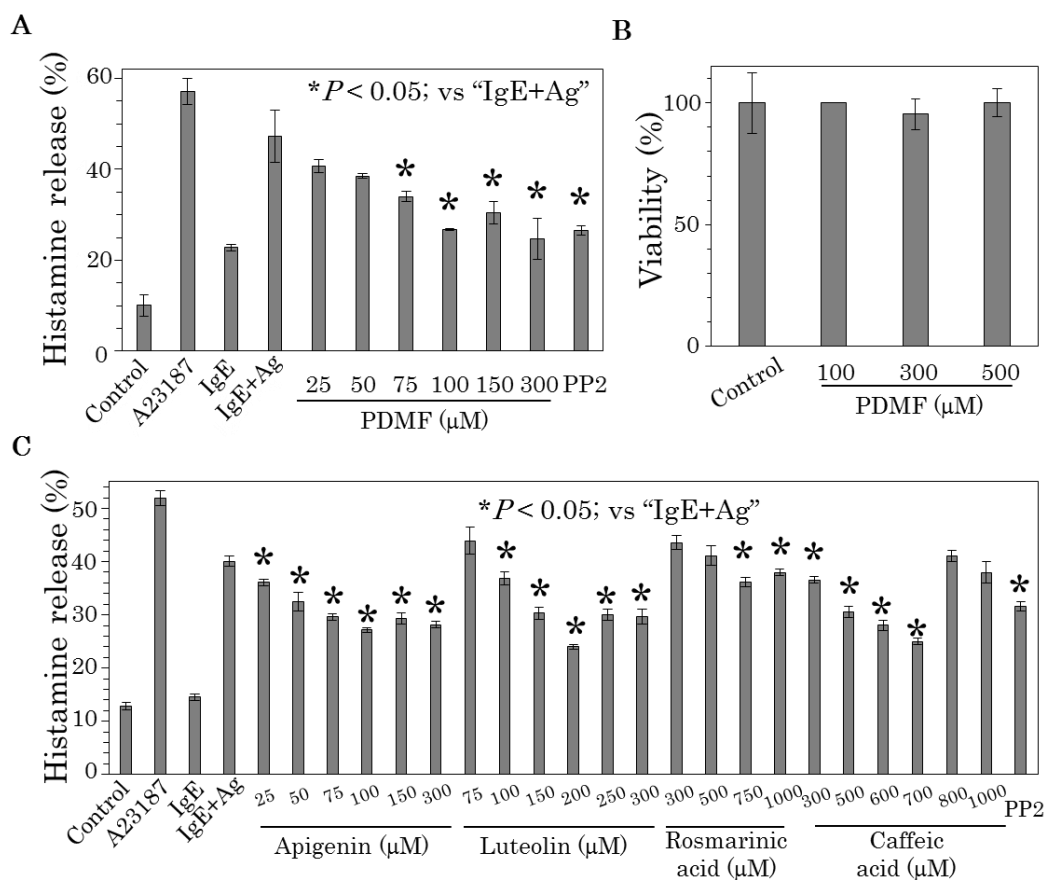 A
Histamine release (%)
60
40
20
0
*P < 0.05; vs “IgE+Ag”
* * * * *
Control A23187 IgE IgE+Ag 25 50 75 100 150 300 PP2
PDMF (μM)
B
Viability (%)
100
50
0
Control 100 300 500
PDMF (μM)
C
Histamine release (%)
50
40
30
20
10
0
*P < 0.05; vs “IgE+Ag”
* * * * * * * * * * * * * * * * * *
Control A23187 IgE IgE+Ag 25 50 75 100 150 300 75 100 150 200 250 300 300 500 750 1000 300 500 600 700 800 1000 PP2
Apigenin (μM) Luteolin (μM) Rosmarinic Caffeic
acid (μM) acid (μM)